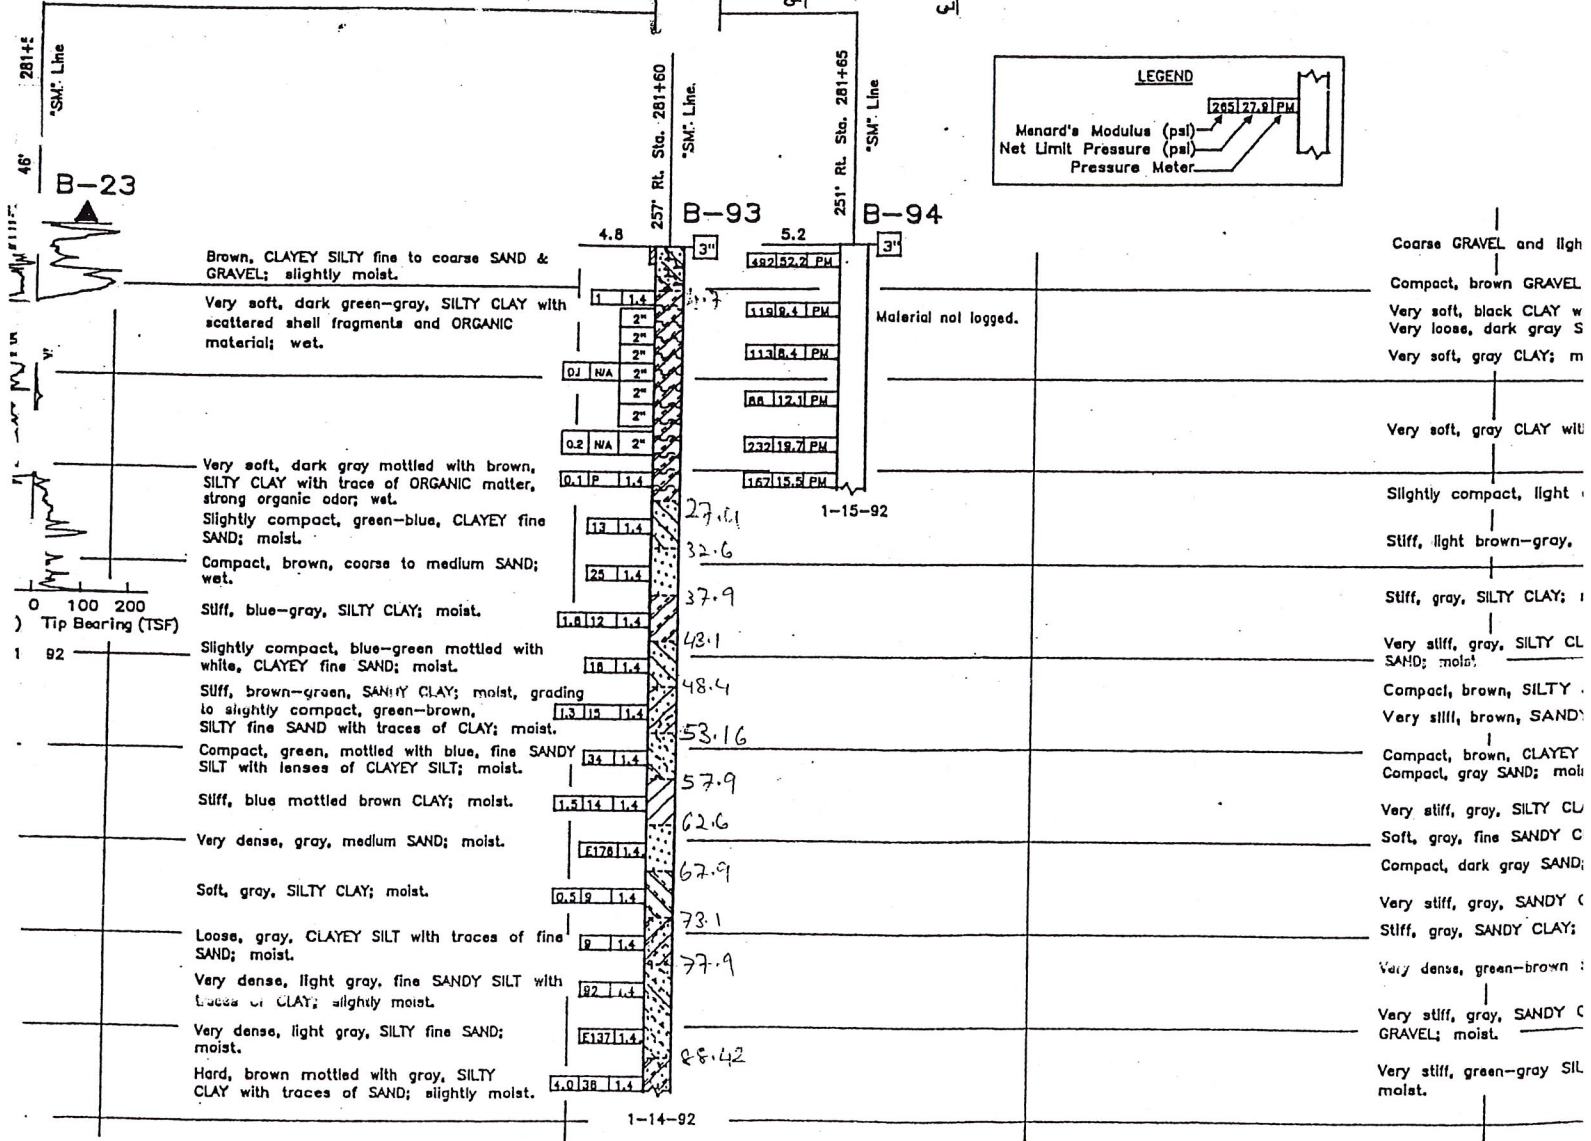 "SM" Line
46'
B-23
257' Rt. Sta. 281+60
"SM" Line.
B-93
4.8
3"
251' Rt. Sta. 281+65
"SM" Line
B-94
5.2
3"
LEGEND
265 27.9 PM
Menard's Modulus (psi)
Net Limit Pressure (psi)
Pressure Meter
Brown, CLAYEY SILTY fine to coarse SAND &
GRAVEL; slightly moist.
Very soft, dark green-gray, SILTY CLAY with
scattered shell fragments and ORGANIC
material; wet.
Very soft, dark gray mottled with brown,
SILTY CLAY with trace of ORGANIC matter,
strong organic odor; wet.
Slightly compact, green-blue, CLAYEY fine
SAND; moist.
Compact, brown, coarse to medium SAND;
wet.
Stiff, blue-gray, SILTY CLAY; moist.
Slightly compact, blue-green mottled with
white, CLAYEY fine SAND; moist.
Stiff, brown-green, SANDY CLAY; moist, grading
to slightly compact, green-brown,
SILTY fine SAND with traces of CLAY; moist.
Compact, green, mottled with blue, fine SANDY
SILT with lenses of CLAYEY SILT; moist.
Stiff, blue mottled brown CLAY; moist.
Very dense, gray, medium SAND; moist.
Soft, gray, SILTY CLAY; moist.
Loose, gray, CLAYEY SILT with traces of fine
SAND; moist.
Very dense, light gray, fine SANDY SILT with
traces of CLAY; slightly moist.
Very dense, light gray, SILTY fine SAND;
moist.
Hard, brown mottled with gray, SILTY
CLAY with traces of SAND; slightly moist.
0 100 200
) Tip Bearing (TSF)
1 92
1 1.4
2"
2"
2"
0.1 N/A 2"
2"
2"
0.2 N/A 2"
0.1 P 1.4
13 1.4
25 1.4
12 1.4
1.4
1.3 15 1.4
34 1.4
1.5 14 1.4
E176 1.4
0.5 9 1.4
9 1.4
92 1.4
E137 1.4
4.0 38 1.4
1-14-92
32.6
37.9
43.1
48.4
53.16
57.9
62.6
67.9
73.1
77.9
88.42
492 52.2 PM
119 9.4 PM
113 8.4 PM
12.1 PM
232 19.7 PM
167 15.5 PM
1-15-92
Material not logged.
Coarse GRAVEL and ligh
Compact, brown GRAVEL
Very soft, black CLAY w
Very loose, dark gray S
Very soft, gray CLAY; m
Very soft, gray CLAY wit
Slightly compact, light
Stiff, light brown-gray,
Stiff, gray, SILTY CLAY;
Very stiff, gray, SILTY CL
SAND; moist
Compact, brown, SILTY
Very stiff, brown, SANDY
Compact, brown, CLAYEY
Compact, gray SAND; moi
Very stiff, gray, SILTY CL
Soft, gray, fine SANDY C
Compact, dark gray SAND;
Very stiff, gray, SANDY C
Stiff, gray, SANDY CLAY;
Very dense, green-brown
Very stiff, gray, SANDY C
GRAVEL; moist.
Very stiff, green-gray SIL
moist.